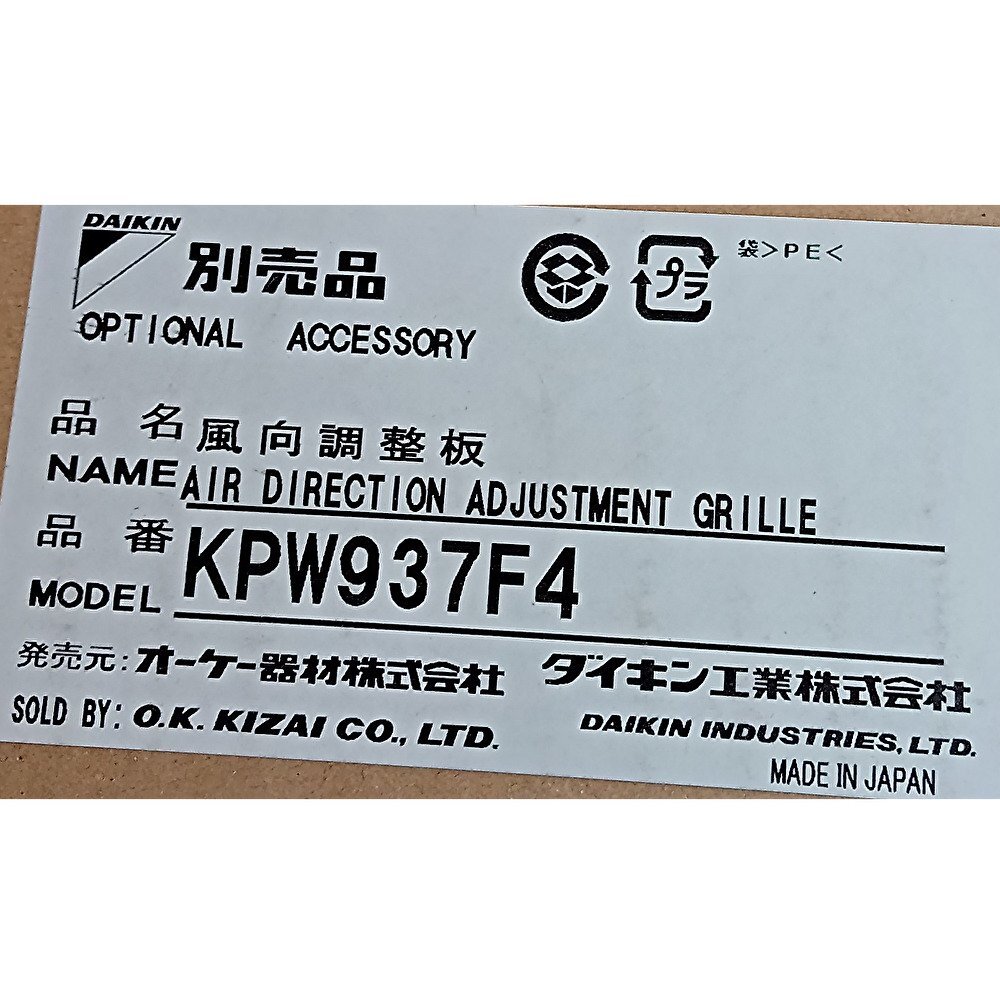 DAIKIN
別売品
プラ
袋>PE<
OPTIONAL ACCESSORY
品名 風向調整板
NAME AIR DIRECTION ADJUSTMENT GRILLE
品番
MODEL KPW937F4
発売元:オーケー器材株式会社 ダイキン工業株式会社
SOLD BY: O.K. KIZAI CO., LTD. DAIKIN INDUSTRIES, LTD.
MADE IN JAPAN